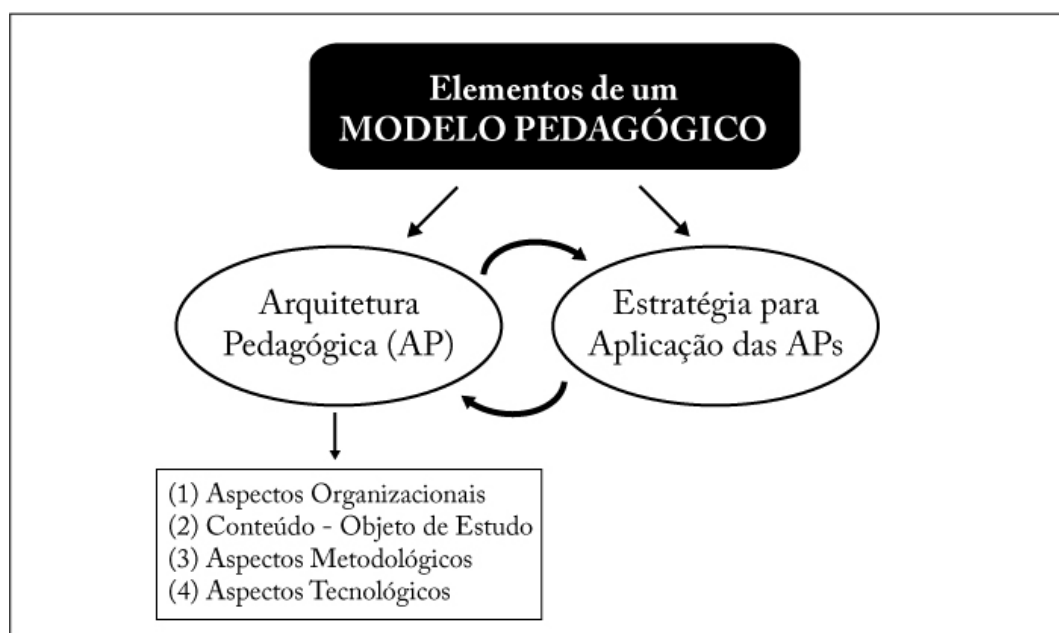 Elementos de um
MODELO PEDAGÓGICO
Arquitetura
Pedagógica (AP)
Estratégia para
Aplicação das APs
(1) Aspectos Organizacionais
(2) Conteúdo - Objeto de Estudo
(3) Aspectos Metodológicos
(4) Aspectos Tecnológicos